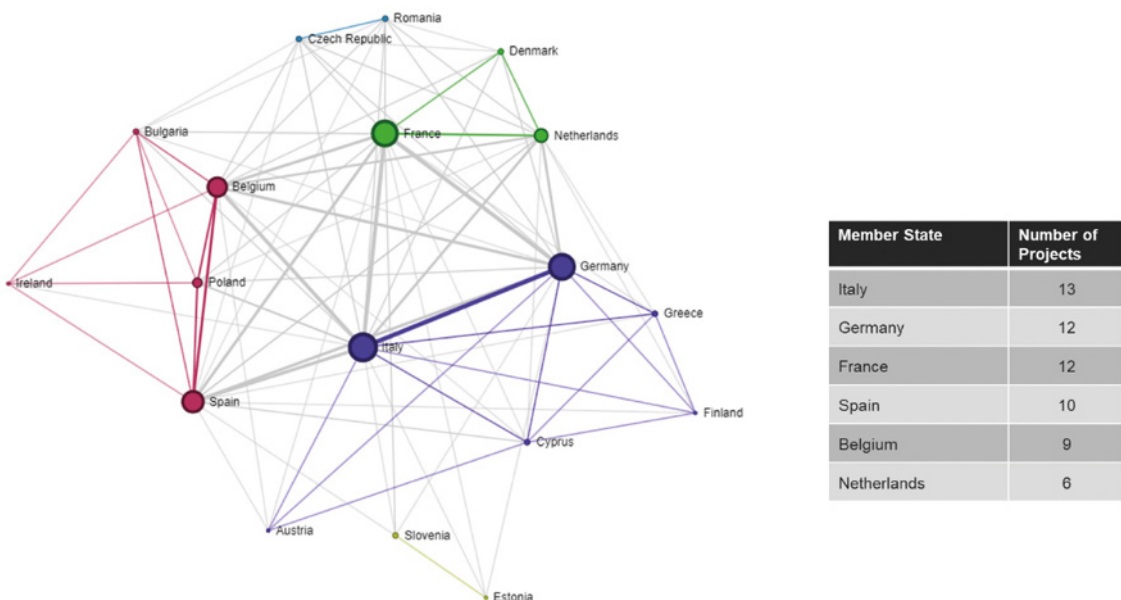 Romania
Czech Republic
Denmark
Bulgaria
France
Netherlands
Belgium
Ireland
Poland
Germany
Greece
Italy
Spain
Finland
Cyprus
Austria
Slovenia
Estonia
Member State Number of
Projects
Italy 13
Germany 12
France 12
Spain 10
Belgium 9
Netherlands 6